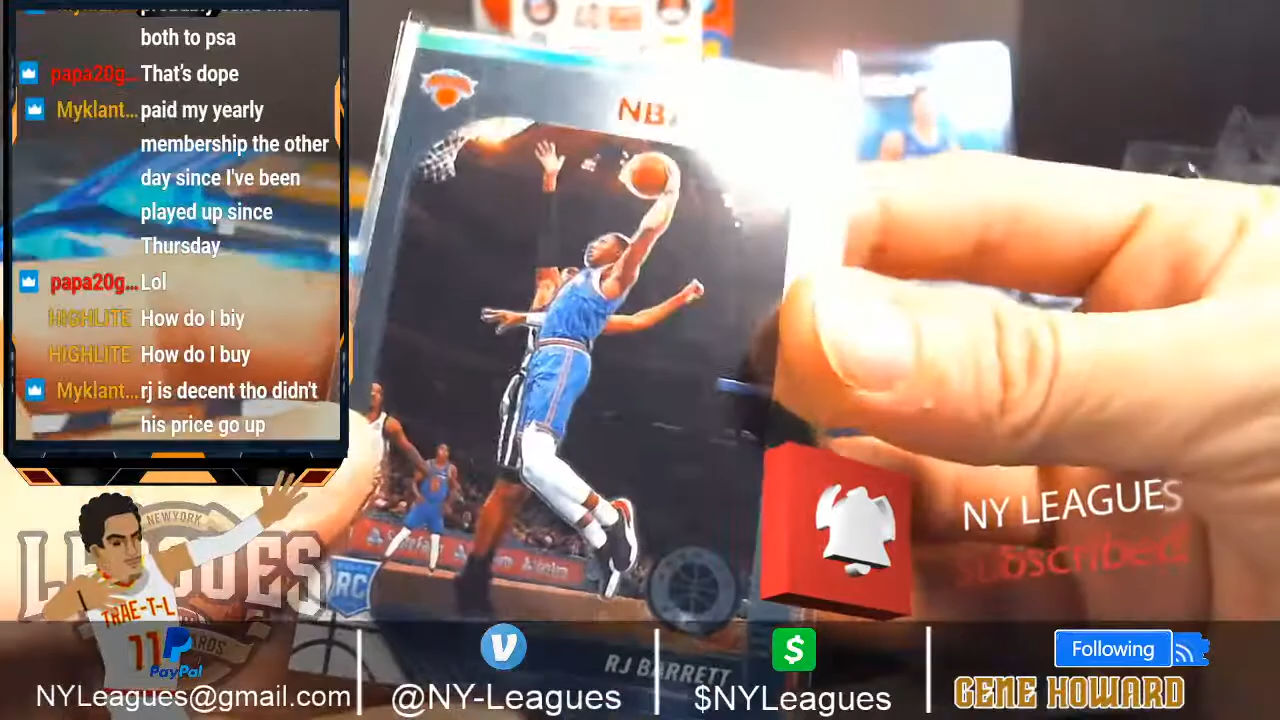 both to psa
papa20g... That's dope
Myklant... paid my yearly
membership the other
day since I've been
played up since
Thursday
papa20g... Lol
HIGHLITE How do I biy
HIGHLITE How do I buy
Myklant... rj is decent tho didn't
his price go up
RC
RJ BARRETT
NY LEAGUES
subscribed!
NEWYORK
LEAGUES
TRAE-T-L
11
PayPal
NYLeagues@gmail.com
@NY-Leagues
$
$NYLeagues
Following
GENE HOWARD